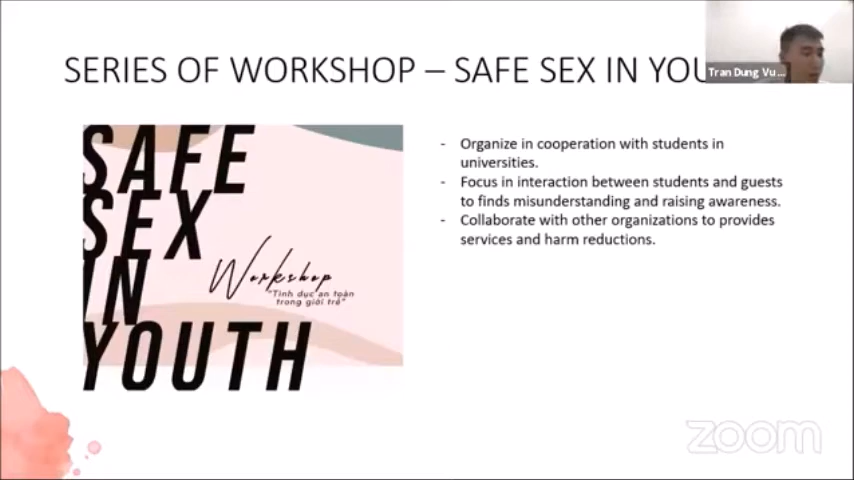 SERIES OF WORKSHOP – SAFE SEX IN YOU
Tran Dung Vu ...
SAFE
SEX
IN
YOUTH
Workshop
"Tình dục an toàn
trong giới trẻ"
- Organize in cooperation with students in
universities.
- Focus in interaction between students and guests
to finds misunderstanding and raising awareness.
- Collaborate with other organizations to provides
services and harm reductions.
zoom